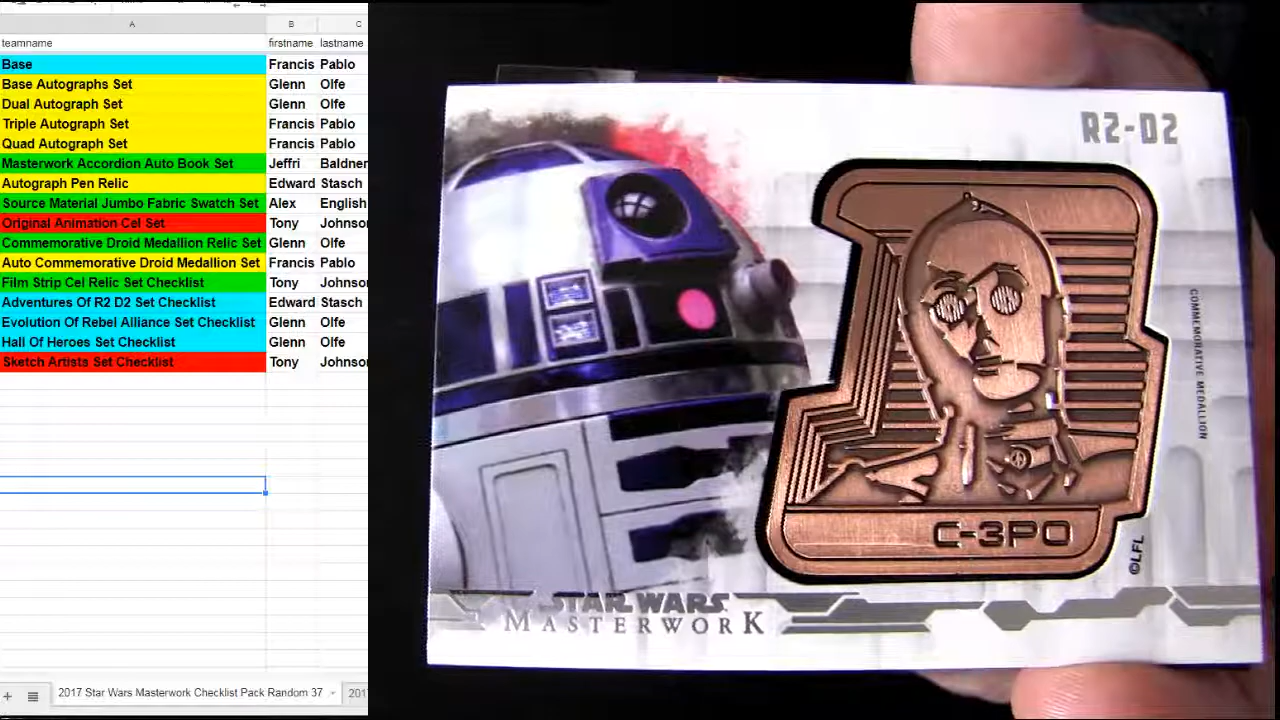 A B C
teamname firstname lastname
Base Francis Pablo
Base Autographs Set Glenn Olfe
Dual Autograph Set Glenn Olfe
Triple Autograph Set Francis Pablo
Quad Autograph Set Francis Pablo
Masterwork Accordion Auto Book Set Jeffri Baldner
Autograph Pen Relic Edward Stasch
Source Material Jumbo Fabric Swatch Set Alex English
Original Animation Cel Set Tony Johnso
Commemorative Droid Medallion Relic Set Glenn Olfe
Auto Commemorative Droid Medallion Set Francis Pablo
Film Strip Cel Relic Set Checklist Tony Johnso
Adventures Of R2 D2 Set Checklist Edward Stasch
Evolution Of Rebel Alliance Set Checklist Glenn Olfe
Hall Of Heroes Set Checklist Glenn Olfe
Sketch Artists Set Checklist Tony Johnso
2017 Star Wars Masterwork Checklist Pack Random 37 201
R2-D2
COMMEMORATIVE MEDALLION
C-3PO
©LFL
STAR WARS
MASTERWORK